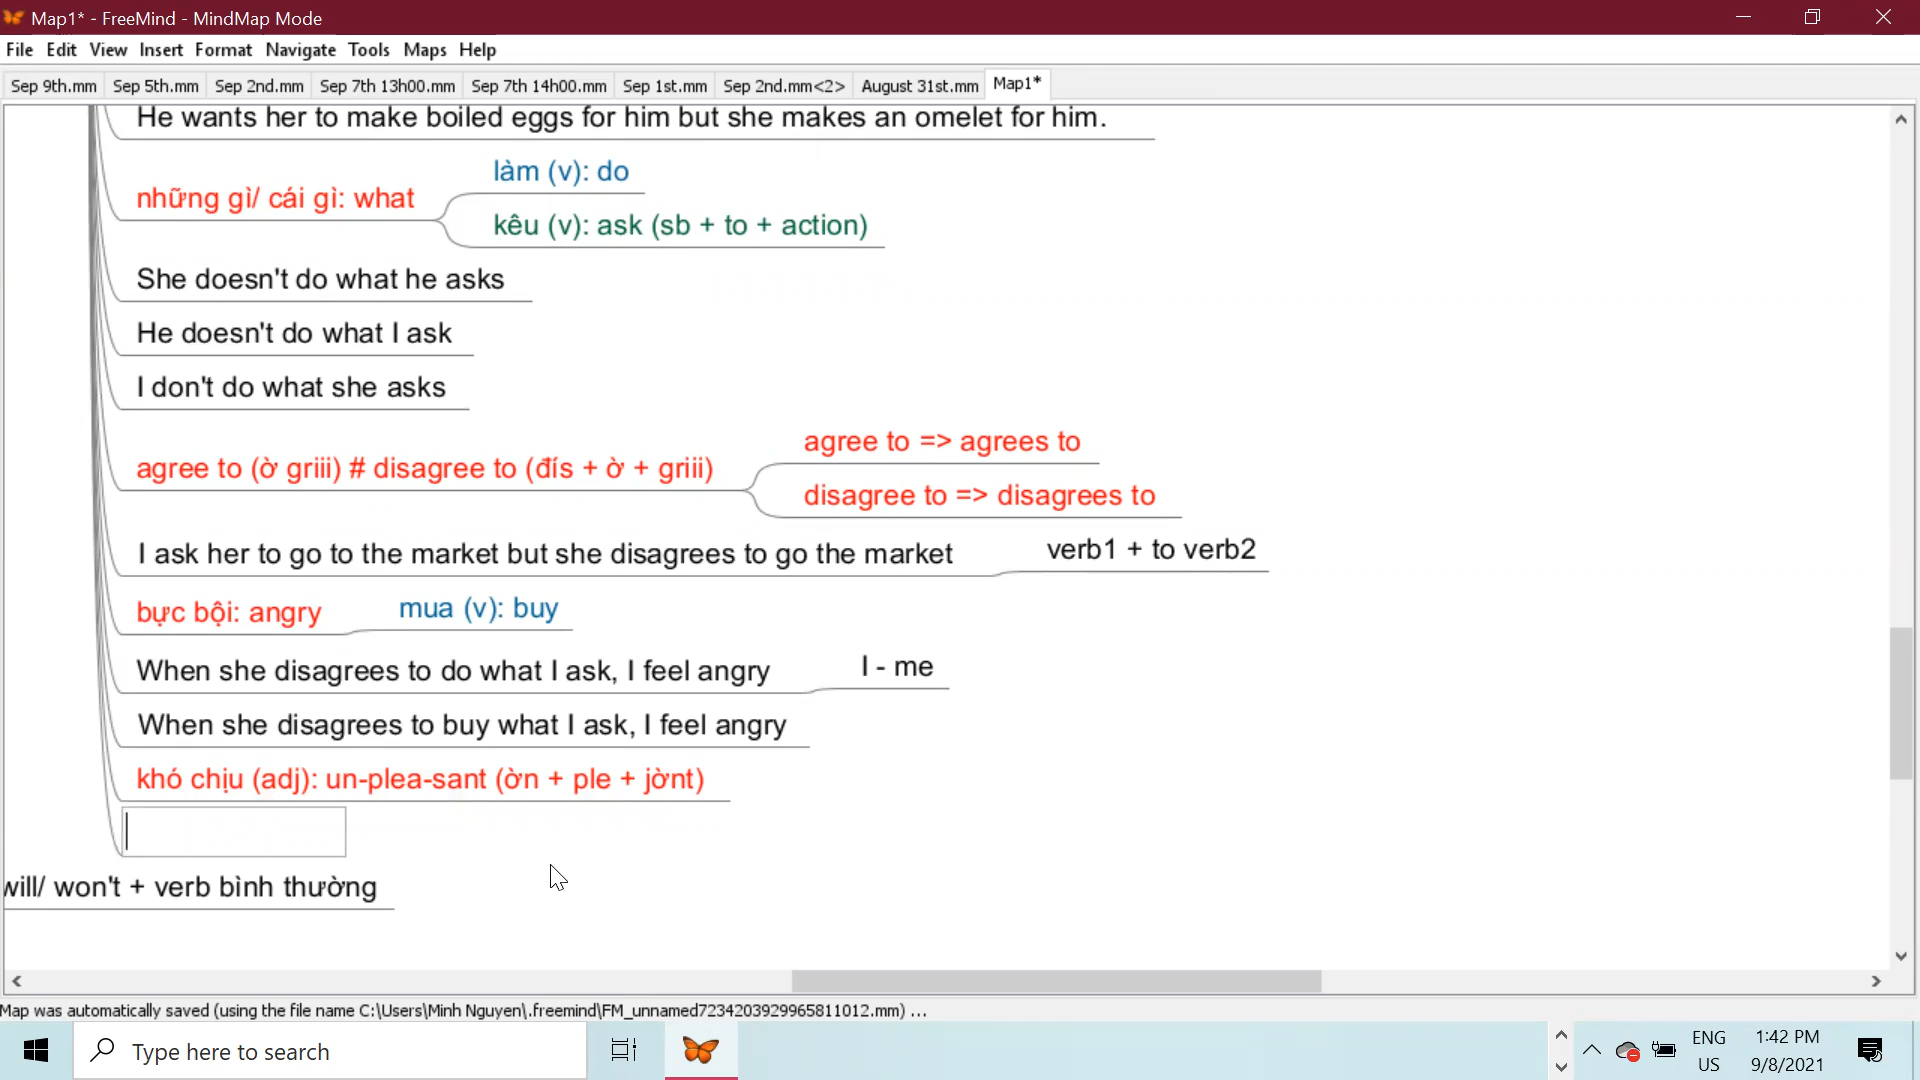 Map1* - FreeMind - MindMap Mode
File Edit View Insert Format Navigate Tools Maps Help
Sep 9th.mm Sep 5th.mm Sep 2nd.mm Sep 7th 13h00.mm Sep 7th 14h00.mm Sep 1st.mm Sep 2nd.mm<2> August 31st.mm Map1*
He wants her to make boiled eggs for him but she makes an omelet for him.
làm (v): do
những gì/ cái gì: what
kêu (v): ask (sb + to + action)
She doesn't do what he asks
He doesn't do what I ask
I don't do what she asks
agree to => agrees to
agree to (ờ griii) # disagree to (đís + ờ + griii)
disagree to => disagrees to
I ask her to go to the market but she disagrees to go the market
verb1 + to verb2
bực bội: angry
mua (v): buy
When she disagrees to do what I ask, I feel angry
I - me
When she disagrees to buy what I ask, I feel angry
khó chịu (adj): un-plea-sant (ờn + ple + jờnt)
will/ won't + verb bình thường
Map was automatically saved (using the file name C:\Users\Minh Nguyen\.freemind\FM_unnamed7234203929965811012.mm) ...
Type here to search
ENG
US
1:42 PM
9/8/2021